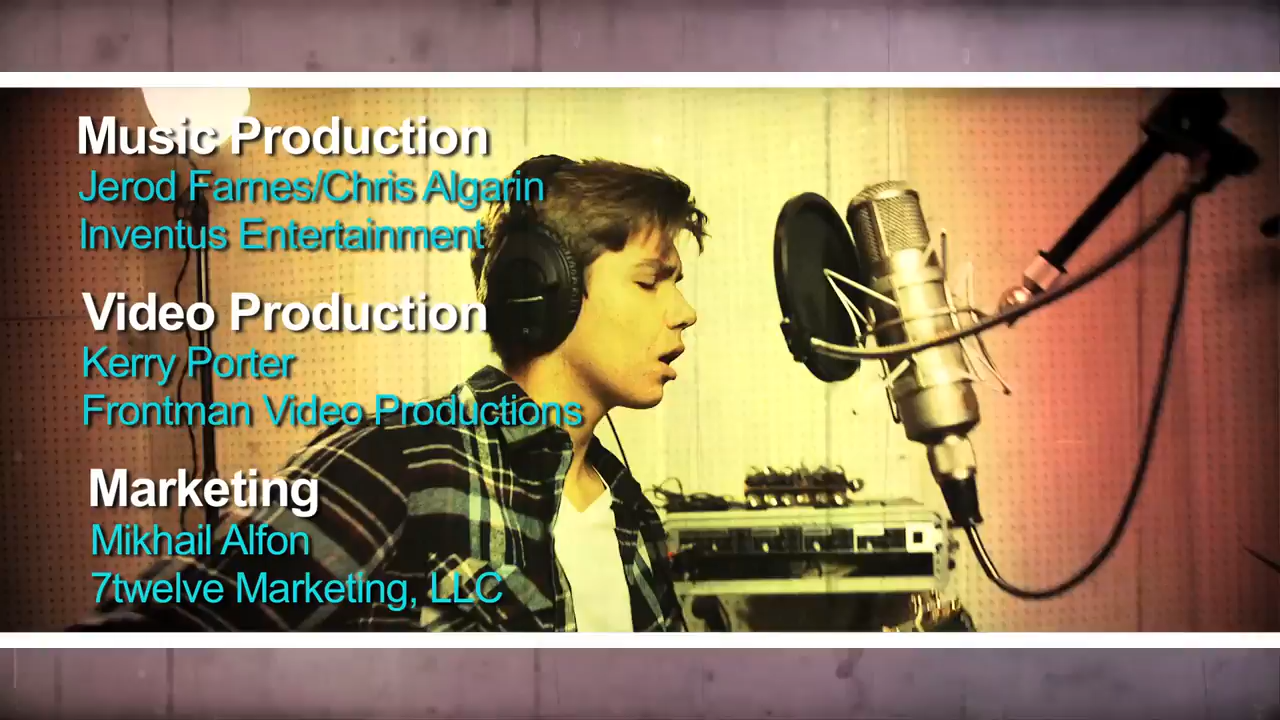 Music Production
Jerod Farnes/Chris Algarin
Inventus Entertainment
Video Production
Kerry Porter
Frontman Video Productions
Marketing
Mikhail Alfon
7twelve Marketing, LLC